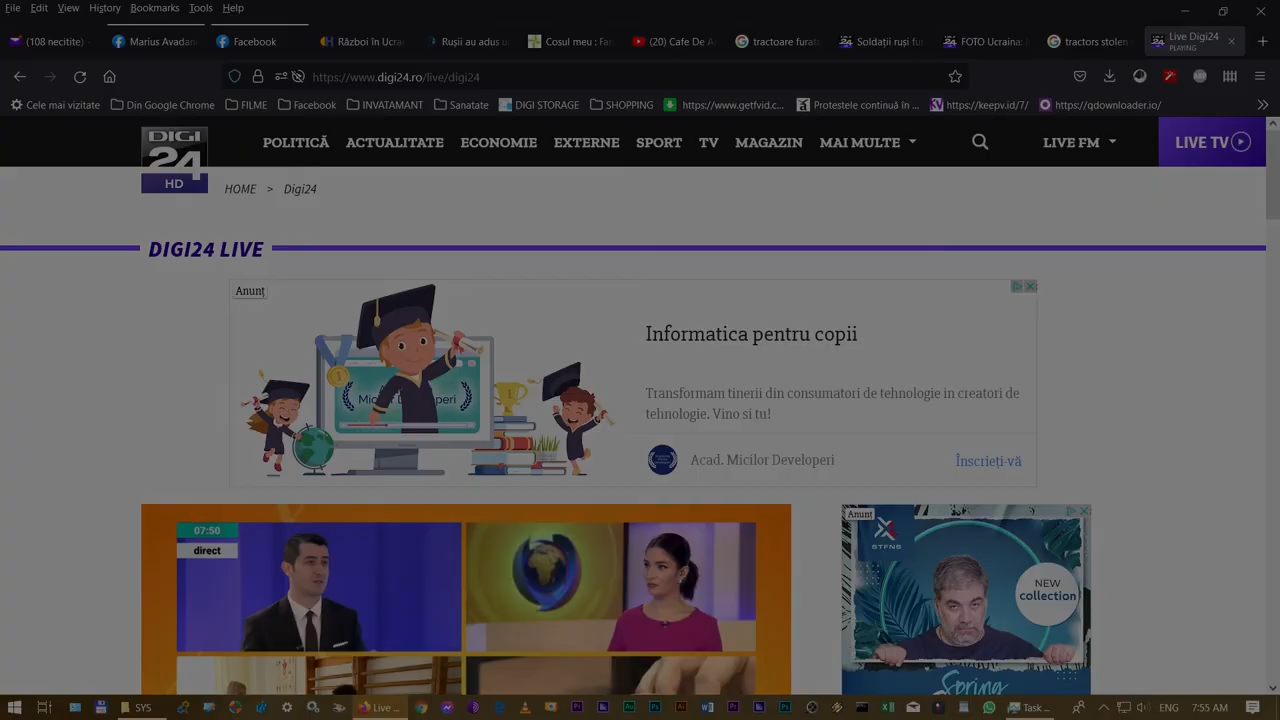 File Edit View History Bookmarks Tools Help
(108 necitite)
Marius Avadan
Facebook
Război în Ucra
Rușii au adus u
Cosul meu : Fan
(20) Cafe De A
tractoare furat
Soldații ruși fu
FOTO Ucraina:
tractors stolen
Live Digi24
PLAYING
https://www.digi24.ro/live/digi24
Cele mai vizitate
Din Google Chrome
FILME
Facebook
INVATAMANT
Sanatate
DIGI STORAGE
SHOPPING
https://www.getfvid.c...
Protestele continuă în ...
https://keepv.id/7/
https://qdownloader.io/
DIGI
24
HD
POLITICĂ ACTUALITATE ECONOMIE EXTERNE SPORT TV MAGAZIN MAI MULTE
LIVE FM
LIVE TV
HOME > Digi24
DIGI24 LIVE
Anunț
Informatica pentru copii
Transformam tinerii din consumatori de tehnologie in creatori de
tehnologie. Vino si tu!
Acad. Micilor Developeri
Înscrieți-vă
1
07:50
direct
Anunț
STFNS
NEW
collection
Spring
SYS
Live ...
Task ...
ENG
7:55 AM